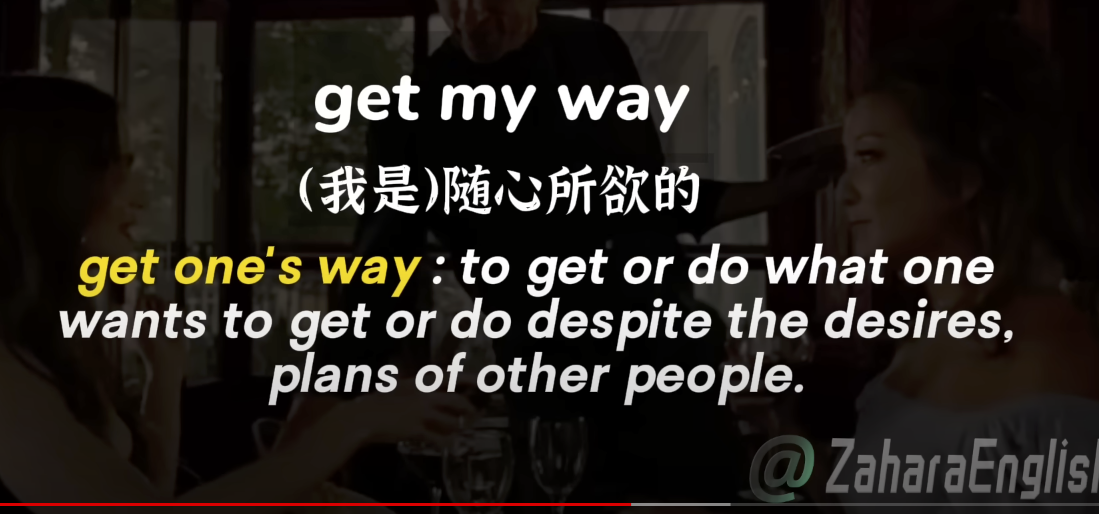 get my way
(我是)随心所欲的
get one's way : to get or do what one
wants to get or do despite the desires,
plans of other people.
@ ZaharaEnglish